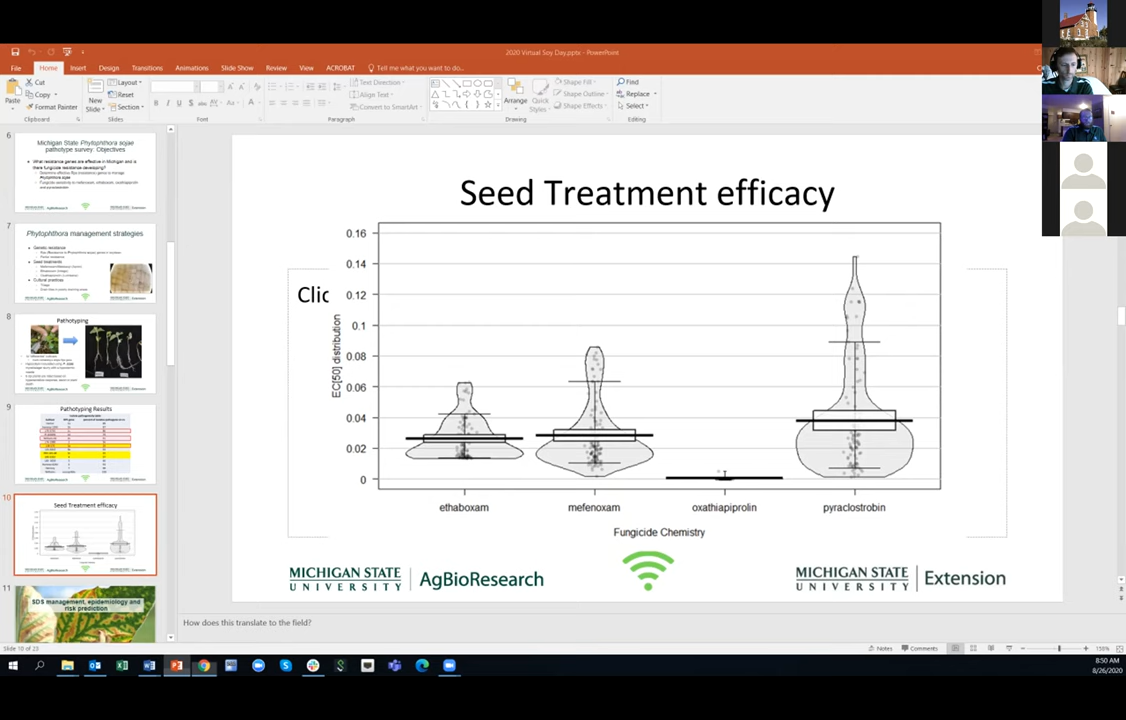 2020 Virtual Soy Day.pptx - PowerPoint
File Home Insert Design Transitions Animations Slide Show Review View ACROBAT Tell me what you want to do...
Paste
Cut
Copy
Format Painter
New
Slide
Layout
Reset
Section
Text Direction
Align Text
Convert to SmartArt
Arrange
Quick
Styles
Shape Fill
Shape Outline
Shape Effects
Find
Replace
Select
Clipboard Slides Font Paragraph Drawing Editing
6
Michigan State Phytophthora sojae
pathotype survey: Objectives
7
Phytophthora management strategies
8
Pathotyping
9
Pathotyping Results
10
Seed Treatment efficacy
11
SDS management, epidemiology and
risk prediction
Seed Treatment efficacy
Clic
EC[50] distribution
0.16
0.14
0.12
0.1
0.08
0.06
0.04
0.02
0
ethaboxam mefenoxam oxathiapiprolin pyraclostrobin
Fungicide Chemistry
MICHIGAN STATE
UNIVERSITY
AgBioResearch
MICHIGAN STATE
UNIVERSITY
Extension
How does this translate to the field?
Slide 10 of 23
Notes
Comments
8:50 AM
8/26/2020